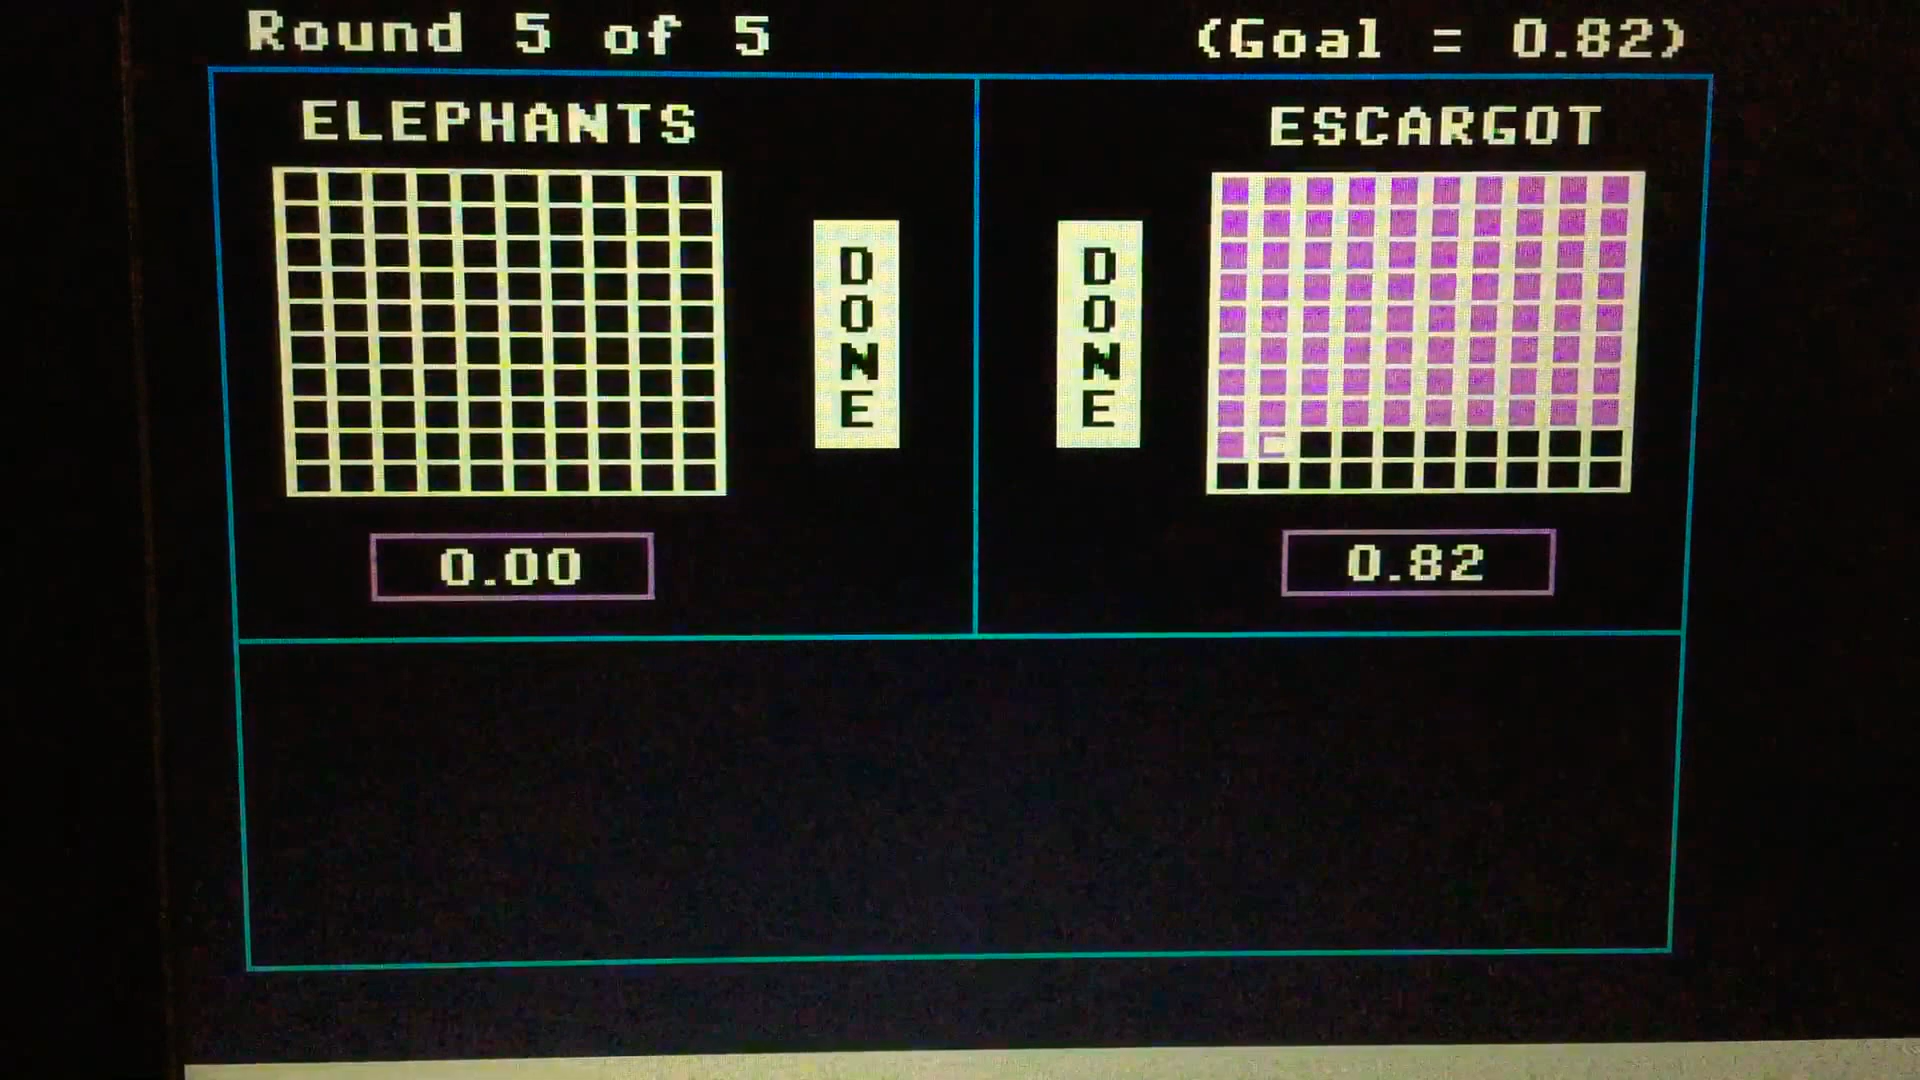 Round 5 of 5
(Goal = 0.82)
ELEPHANTS
ESCARGOT
DONE
DONE
0.00
0.82